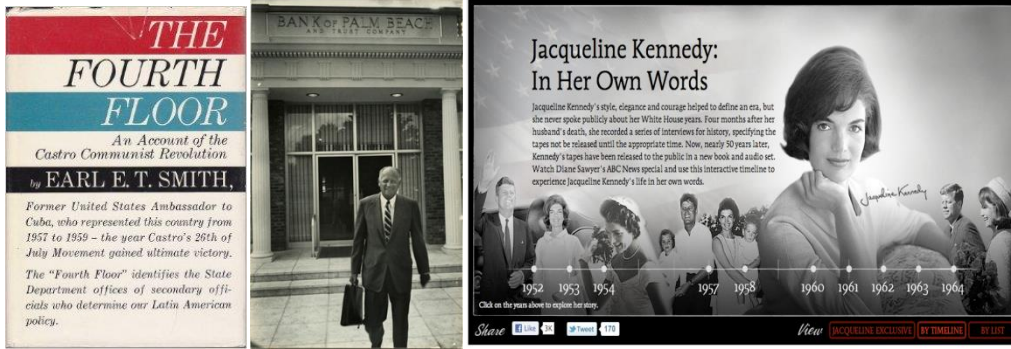 THE
FOURTH
FLOOR
An Account of the
Castro Communist Revolution
by EARL E. T. SMITH,
Former United States Ambassador to
Cuba, who represented this country from
1957 to 1959 – the year Castro's 26th of
July Movement gained ultimate victory.
The "Fourth Floor" identifies the State
Department offices of secondary offi-
cials who determine our Latin American
policy.
BANK OF PALM BEACH
AND TRUST COMPANY
Jacqueline Kennedy:
In Her Own Words
Jacqueline Kennedy's style, elegance and courage helped to define an era, but
she never spoke publicly about her White House years. Four months after her
husband's death, she recorded a series of interviews for history, specifying the
tapes not be released until the appropriate time. Now, nearly 50 years later,
Kennedy's tapes have been released to the public in a new book and audio set.
Watch Diane Sawyer's ABC News special and use this interactive timeline to
experience Jacqueline Kennedy's life in her own words.
Jacqueline Kennedy
1952 1953 1954 1957 1958 1960 1961 1962 1963 1964
Click on the years above to explore her story.
Share Like 3K Tweet 170 View JACQUELINE EXCLUSIVE BY TIMELINE BY LIST